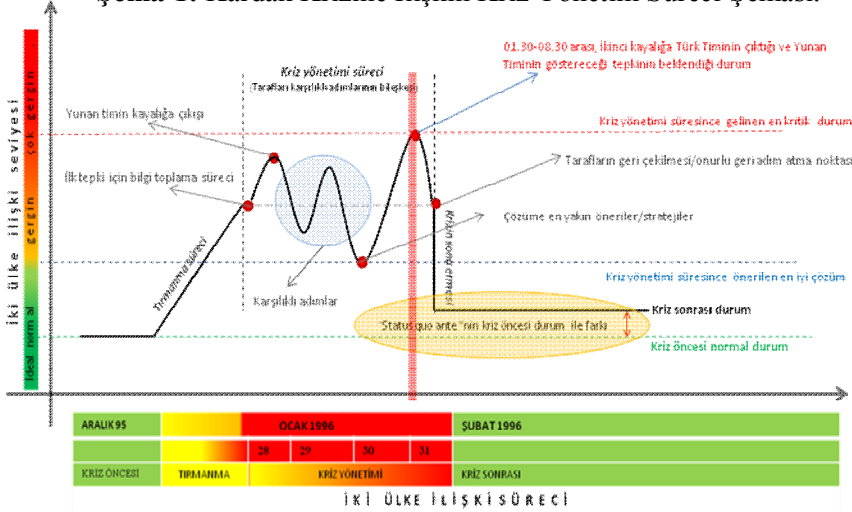 Şema-1: Kardak Krizine İlişkin Kriz Yönetimi Süreci Şeması.
01.30-08.30 arası, ikinci kayalığa Türk Timinin çıktığı ve Yunan
Timinin göstereceği tepkinin beklendiği durum
Kriz yönetimi süreci
(Tarafları karşılıklı adımlarının bileşkesi)
Yunan timin kayalığa çıkışı
Kriz yönetimi süresince gelinen en kritik durum
Tarafların geri çekilmesi/onurlu geri adım atma noktası
İlk tepki için bilgi toplama süreci
Çözüme en yakın öneriler/stratejiler
Tırmanma süreci
Krizin sona ermesi
Karşılıklı adımlar
Kriz yönetimi süresince önerilen en iyi çözüm
Kriz sonrası durum
"Status quo ante"nin kriz öncesi durum ile farkı
Kriz öncesi normal durum
İki ülke ilişki seviyesi
çok gergin
gergin
İdeal normal
ARALIK 95
OCAK 1996
ŞUBAT 1996
28 29 30 31
KRİZ ÖNCESİ
TIRMANMA
KRİZ YÖNETİMİ
KRİZ SONRASI
İKİ ÜLKE İLİŞKİ SÜRECİ